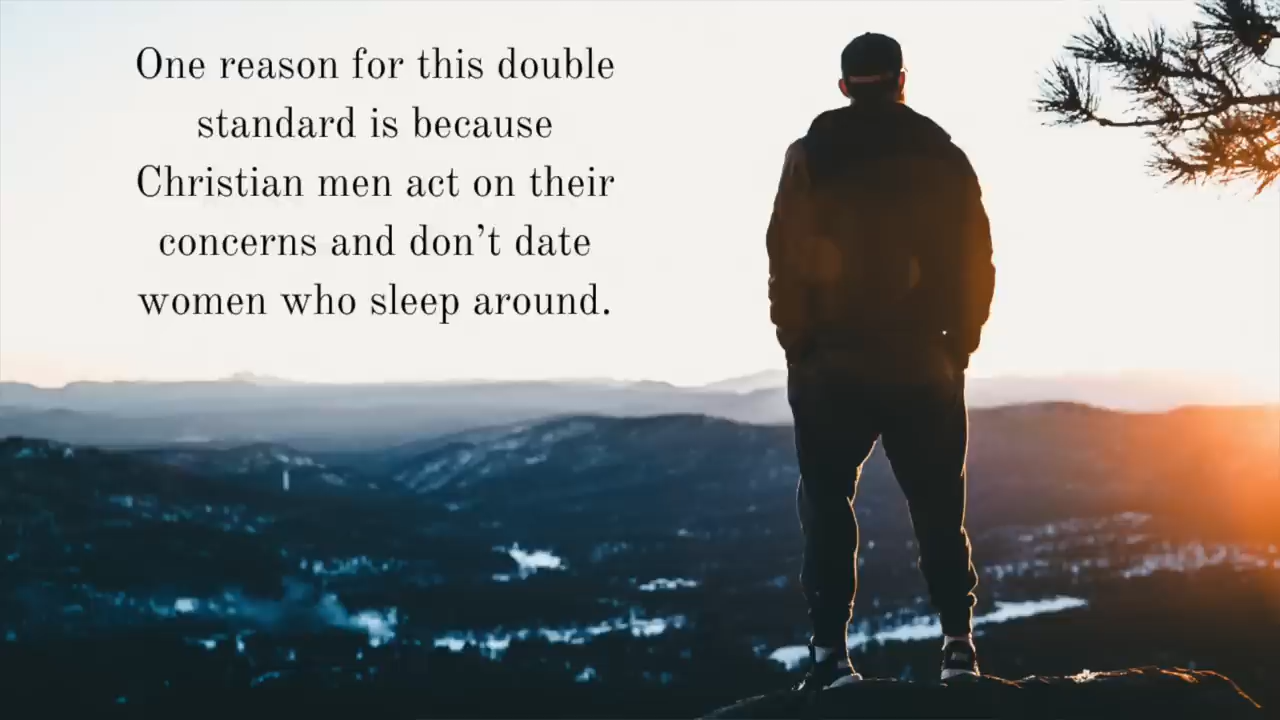 One reason for this double
standard is because
Christian men act on their
concerns and don’t date
women who sleep around.